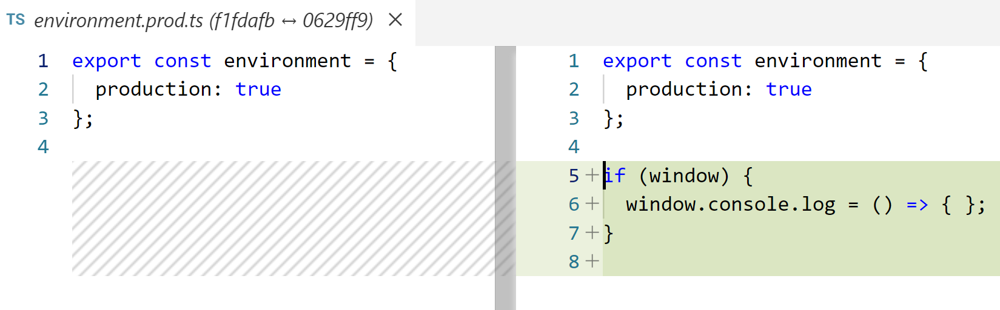 TS environment.prod.ts (f1fdafb ↔ 0629ff9) ×
1 export const environment = {
2   production: true
3 };
4
1 export const environment = {
2   production: true
3 };
4
5 + if (window) {
6 +   window.console.log = () => { };
7 + }
8 +